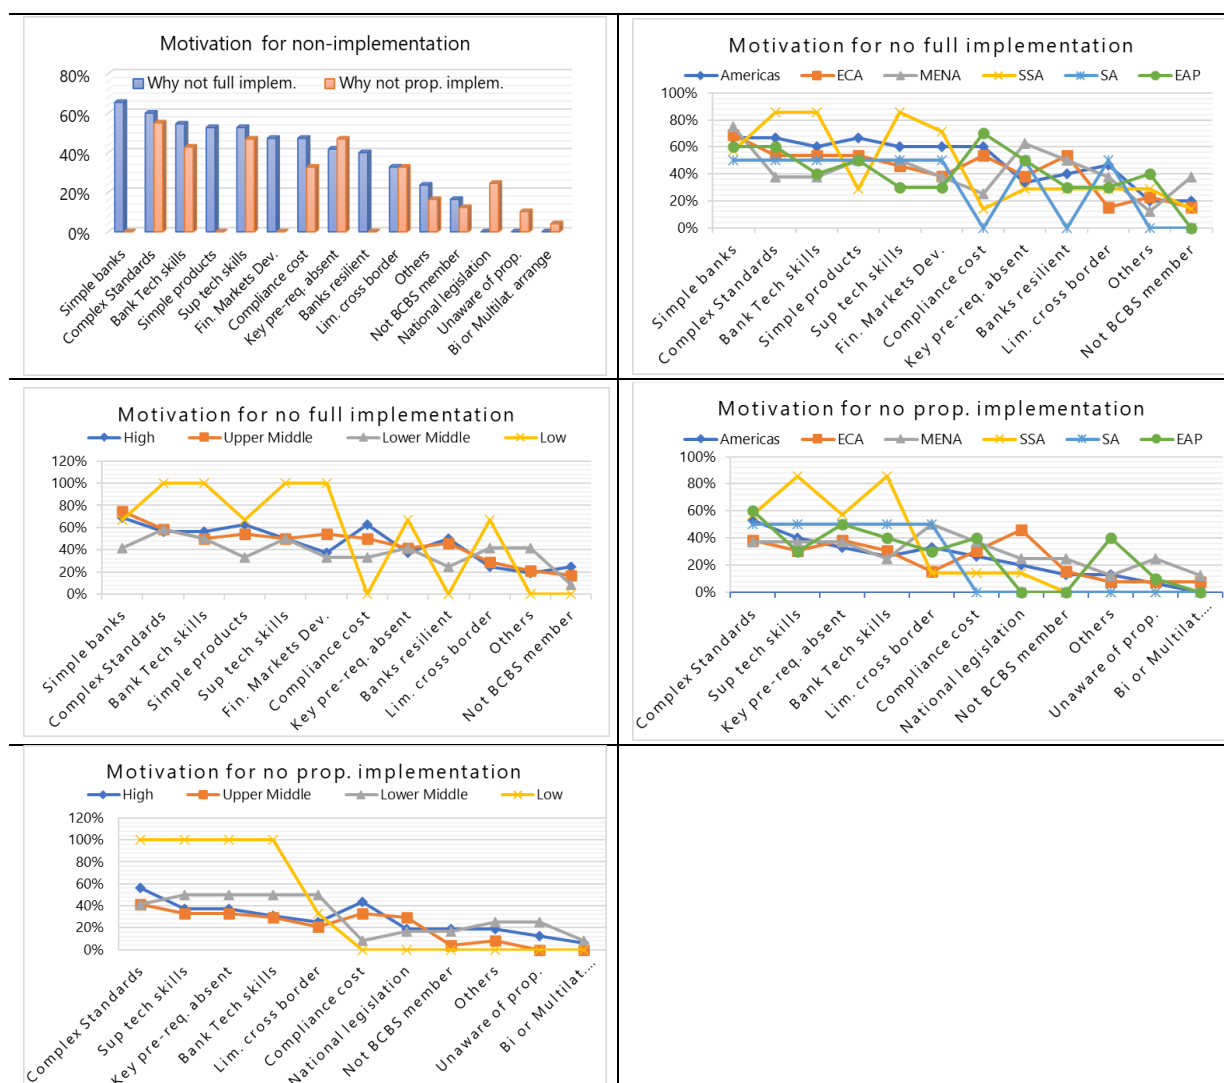 Motivation for non-implementation
80%
60%
40%
20%
0%
Why not full implem.
Why not prop. implem.
Simple banks
Complex Standards
Bank Tech skills
Simple products
Sup tech skills
Fin. Markets Dev.
Compliance cost
Key pre-req. absent
Banks resilient
Lim. cross border
Others
Not BCBS member
National legislation
Unaware of prop.
Bi or Multilat. arrange
Motivation for no full implementation
Americas ECA MENA SSA SA EAP
100%
80%
60%
40%
20%
0%
Simple banks
Complex Standards
Bank Tech skills
Simple products
Sup tech skills
Fin. Markets Dev.
Compliance cost
Key pre-req. absent
Banks resilient
Lim. cross border
Others
Not BCBS member
Motivation for no full implementation
High Upper Middle Lower Middle Low
120%
100%
80%
60%
40%
20%
0%
Simple banks
Complex Standards
Bank Tech skills
Simple products
Sup tech skills
Fin. Markets Dev.
Compliance cost
Key pre-req. absent
Banks resilient
Lim. cross border
Others
Not BCBS member
Motivation for no prop. implementation
Americas ECA MENA SSA SA EAP
100%
80%
60%
40%
20%
0%
Complex Standards
Sup tech skills
Key pre-req. absent
Bank Tech skills
Lim. cross border
Compliance cost
National legislation
Not BCBS member
Others
Unaware of prop.
Bi or Multilat....
Motivation for no prop. implementation
High Upper Middle Lower Middle Low
120%
100%
80%
60%
40%
20%
0%
Complex Standards
Sup tech skills
Key pre-req. absent
Bank Tech skills
Lim. cross border
Compliance cost
National legislation
Not BCBS member
Others
Unaware of prop.
Bi or Multilat....